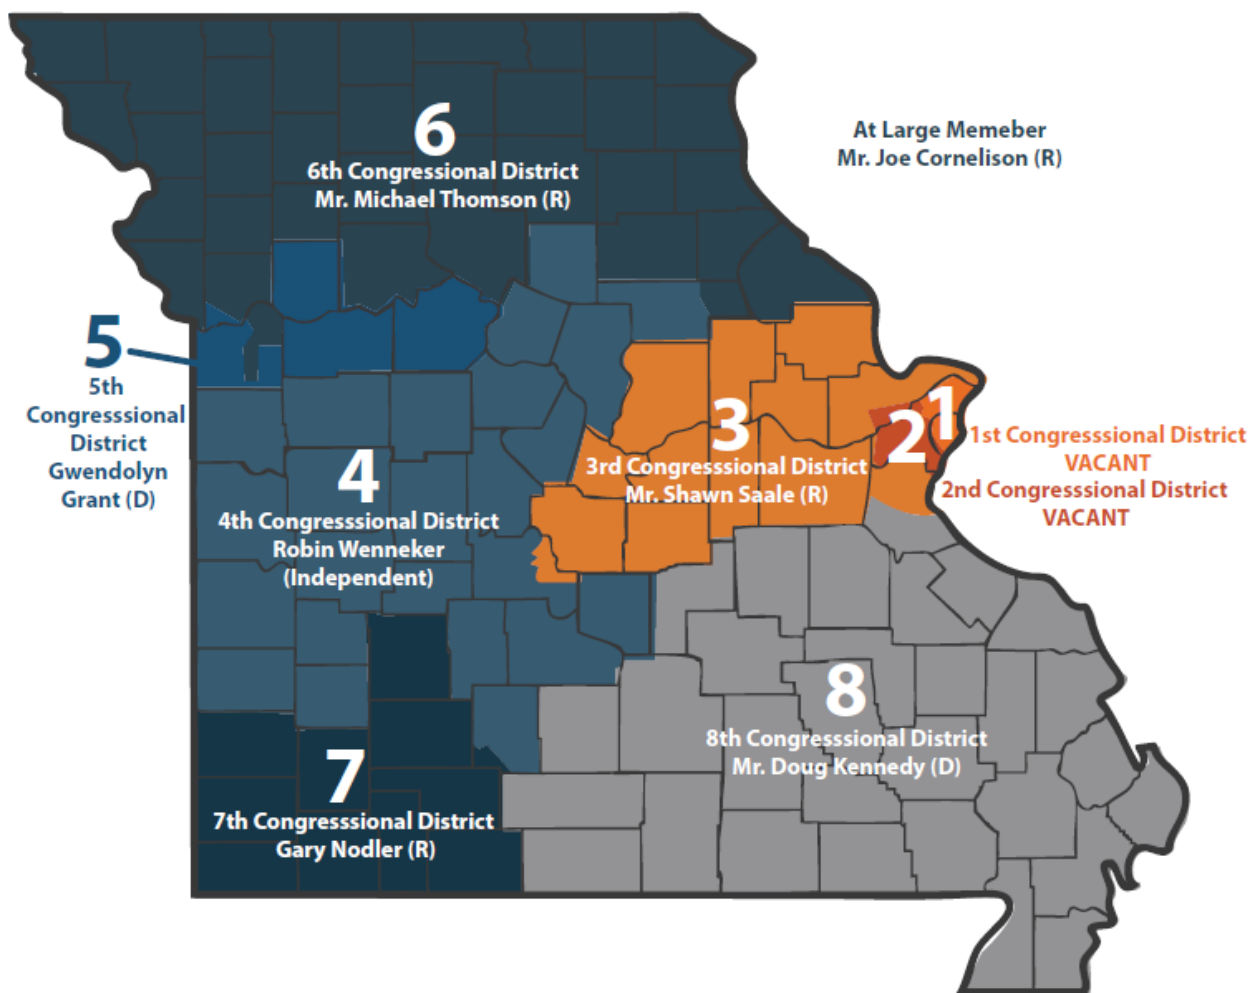 6
6th Congressional District
Mr. Michael Thomson (R)
At Large Memeber
Mr. Joe Cornelison (R)
5
5th
Congresssional
District
Gwendolyn
Grant (D)
1
2
3
3rd Congresssional District
Mr. Shawn Saale (R)
1st Congresssional District
VACANT
2nd Congresssional District
VACANT
4
4th Congresssional District
Robin Wenneker
(Independent)
8
8th Congresssional District
Mr. Doug Kennedy (D)
7
7th Congresssional District
Gary Nodler (R)